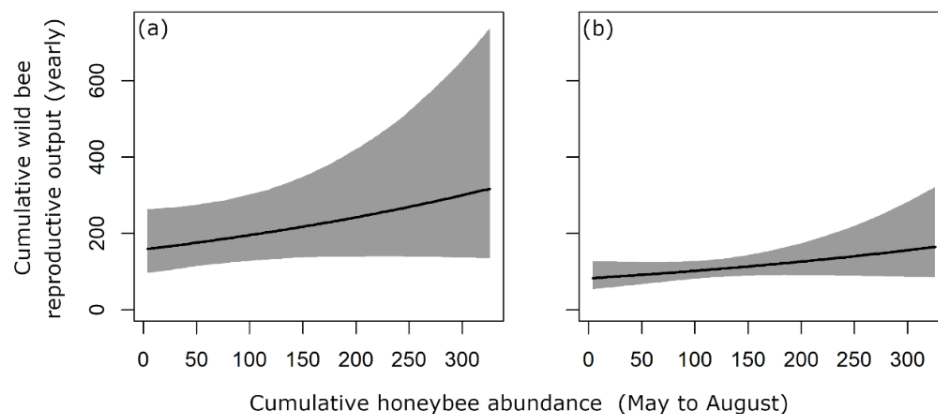 (a)
(b)
Cumulative wild bee
reproductive output (yearly)
600
400
200
0
0 50 100 150 200 250 300
0 50 100 150 200 250 300
Cumulative honeybee abundance (May to August)